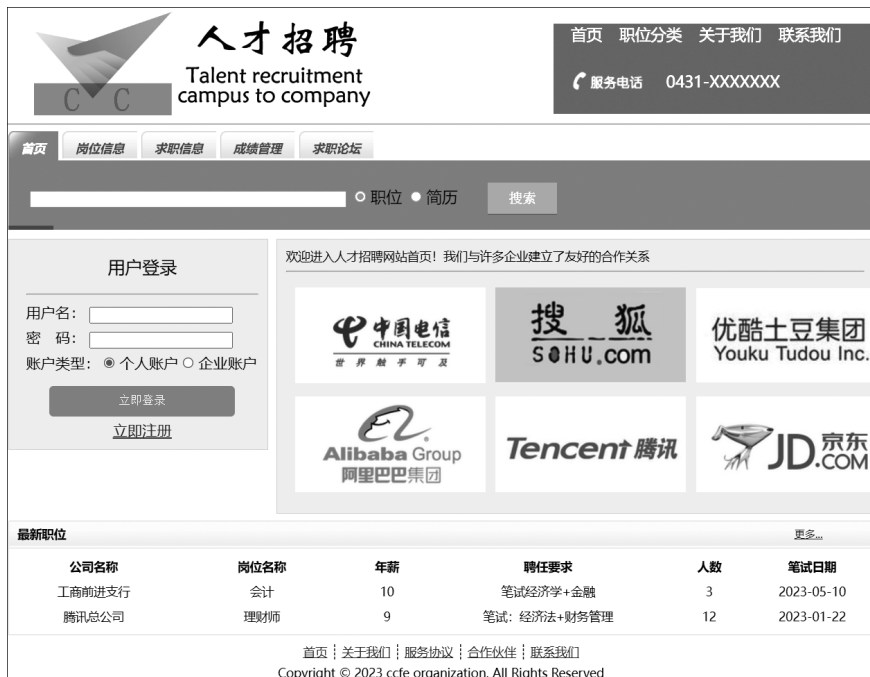 人才招聘
Talent recruitment
campus to company
C C
首页 职位分类 关于我们 联系我们
服务电话 0431-XXXXXXX
首页 岗位信息 求职信息 成绩管理 求职论坛
职位 简历 搜索
用户登录
用户名：
密 码：
账户类型： 个人账户 企业账户
立即登录
立即注册
欢迎进入人才招聘网站首页！我们与许多企业建立了友好的合作关系
中国电信
CHINA TELECOM
世界触手可及
搜狐
SOHU.com
优酷土豆集团
Youku Tudou Inc.
Alibaba Group
阿里巴巴集团
Tencent 腾讯
JD 京东
.COM
最新职位 更多...
公司名称 岗位名称 年薪 聘任要求 人数 笔试日期
工商前进支行 会计 10 笔试经济学+金融 3 2023-05-10
腾讯总公司 理财师 9 笔试：经济法+财务管理 12 2023-01-22
首页 ┊ 关于我们 ┊ 服务协议 ┊ 合作伙伴 ┊ 联系我们
Copyright © 2023 ccfe organization. All Rights Reserved